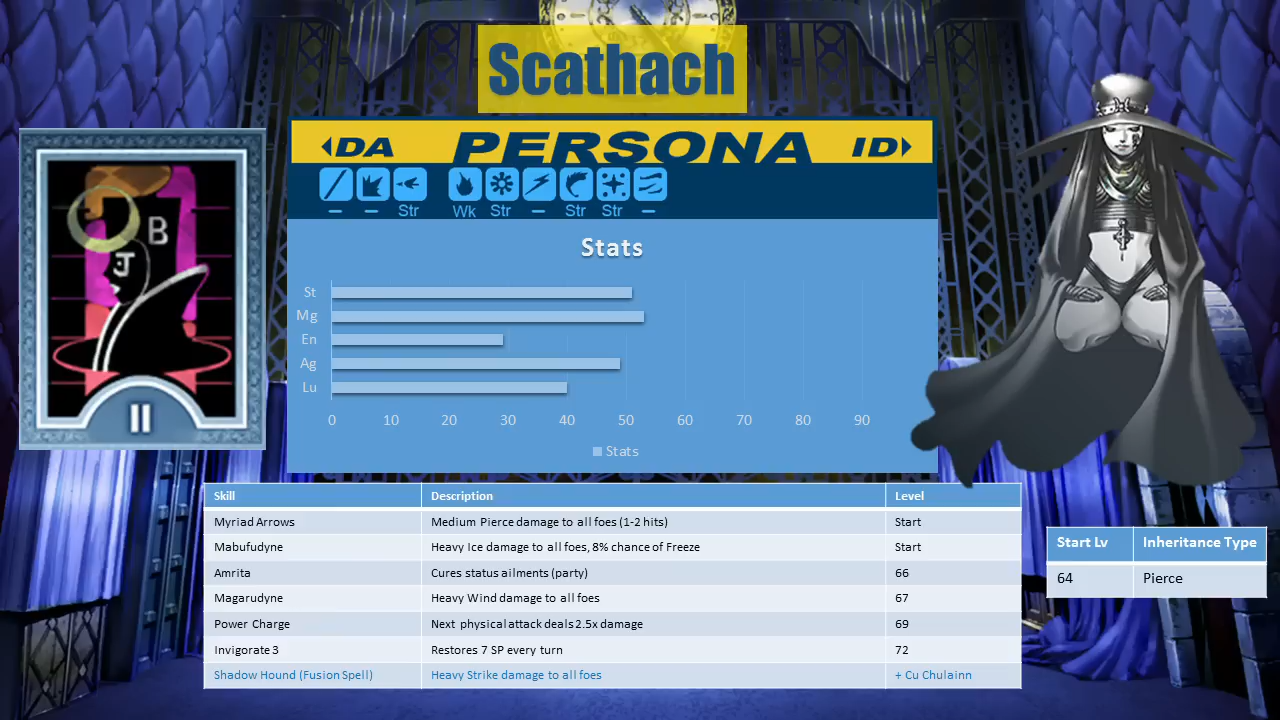 Scathach
DA PERSONA ID
– – Str Wk Str – Str Str –
B
J
II
Stats
St
Mg
En
Ag
Lu
0 10 20 30 40 50 60 70 80 90
Stats
Skill Description Level
Myriad Arrows Medium Pierce damage to all foes (1-2 hits) Start
Mabufudyne Heavy Ice damage to all foes, 8% chance of Freeze Start
Amrita Cures status ailments (party) 66
Magarudyne Heavy Wind damage to all foes 67
Power Charge Next physical attack deals 2.5x damage 69
Invigorate 3 Restores 7 SP every turn 72
Shadow Hound (Fusion Spell) Heavy Strike damage to all foes + Cu Chulainn
Start Lv Inheritance Type
64 Pierce